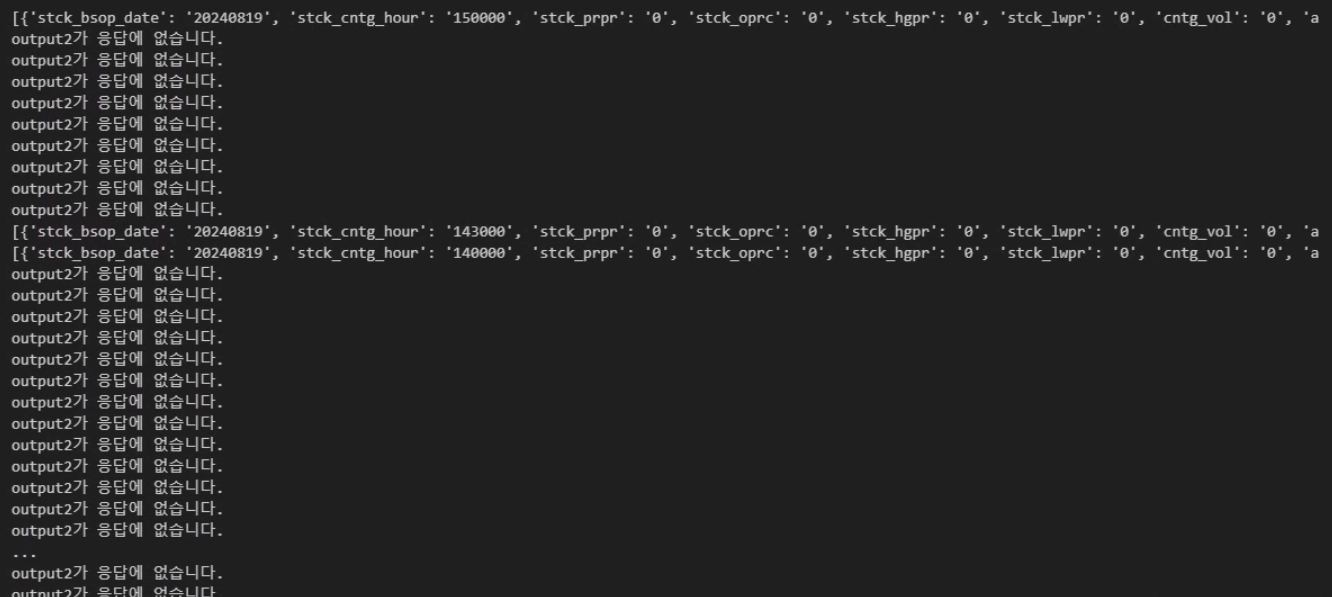 [{'stck_bsop_date': '20240819', 'stck_cntg_hour': '150000', 'stck_prpr': '0', 'stck_oprc': '0', 'stck_hgpr': '0', 'stck_lwpr': '0', 'cntg_vol': '0', 'a
output2가 응답에 없습니다.
output2가 응답에 없습니다.
output2가 응답에 없습니다.
output2가 응답에 없습니다.
output2가 응답에 없습니다.
output2가 응답에 없습니다.
output2가 응답에 없습니다.
output2가 응답에 없습니다.
output2가 응답에 없습니다.
[{'stck_bsop_date': '20240819', 'stck_cntg_hour': '143000', 'stck_prpr': '0', 'stck_oprc': '0', 'stck_hgpr': '0', 'stck_lwpr': '0', 'cntg_vol': '0', 'a
[{'stck_bsop_date': '20240819', 'stck_cntg_hour': '140000', 'stck_prpr': '0', 'stck_oprc': '0', 'stck_hgpr': '0', 'stck_lwpr': '0', 'cntg_vol': '0', 'a
output2가 응답에 없습니다.
output2가 응답에 없습니다.
output2가 응답에 없습니다.
output2가 응답에 없습니다.
output2가 응답에 없습니다.
output2가 응답에 없습니다.
output2가 응답에 없습니다.
output2가 응답에 없습니다.
output2가 응답에 없습니다.
output2가 응답에 없습니다.
output2가 응답에 없습니다.
output2가 응답에 없습니다.
output2가 응답에 없습니다.
...
output2가 응답에 없습니다.
output2가 응답에 없습니다.